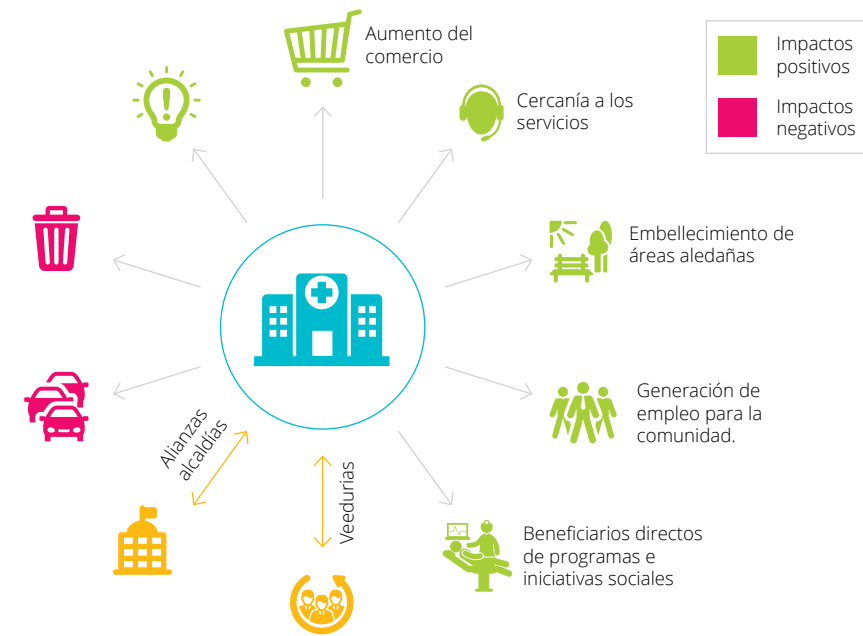 Aumento del
comercio
Impactos
positivos
Impactos
negativos
Cercanía a los
servicios
Embellecimiento de
áreas aledañas
Generación de
empleo para la
comunidad.
Alianzas
alcaldías
Veedurias
Beneficiarios directos
de programas e
iniciativas sociales